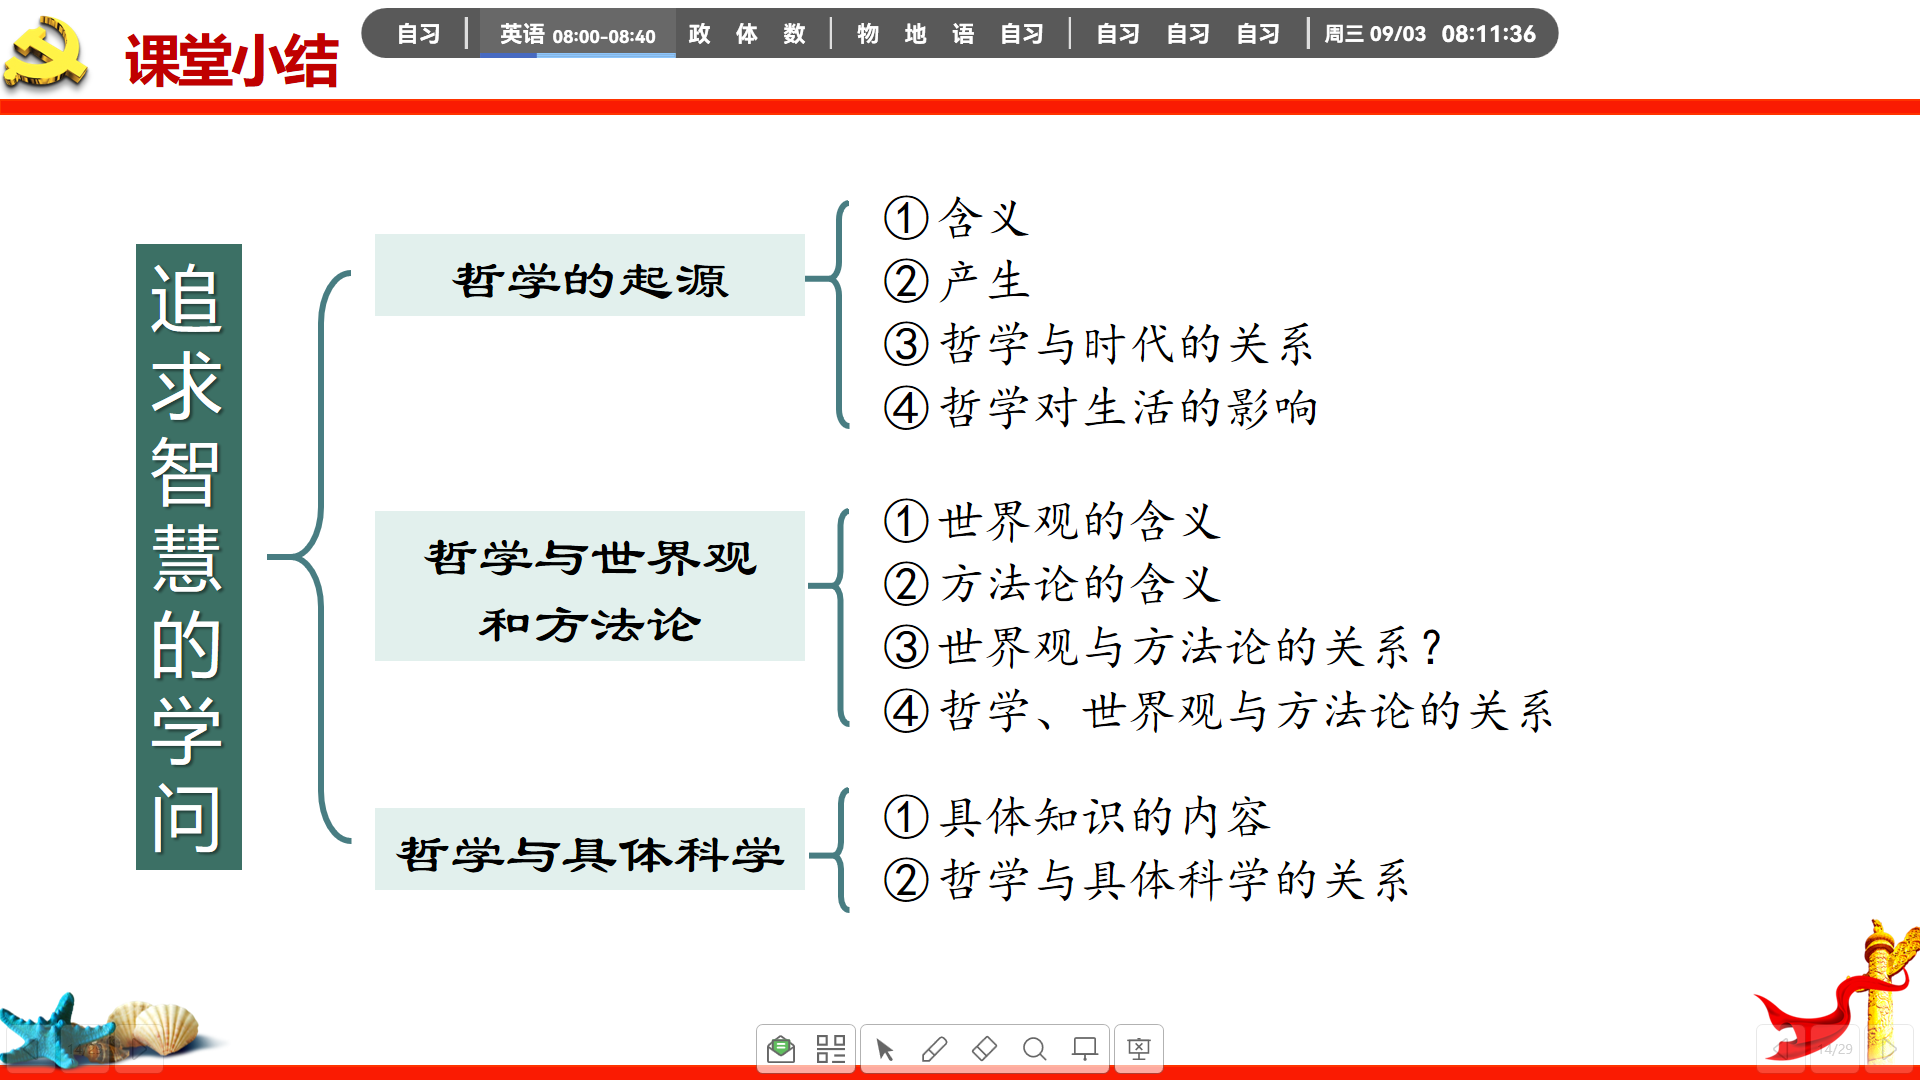 课堂小结
自习 | 英语 08:00-08:40 政 体 数 | 物 地 语 自习 | 自习 自习 自习 | 周三 09/03 08:11:36
追求智慧的学问
哲学的起源
①含义
②产生
③哲学与时代的关系
④哲学对生活的影响
哲学与世界观
和方法论
①世界观的含义
②方法论的含义
③世界观与方法论的关系？
④哲学、世界观与方法论的关系
哲学与具体科学
①具体知识的内容
②哲学与具体科学的关系
14/29